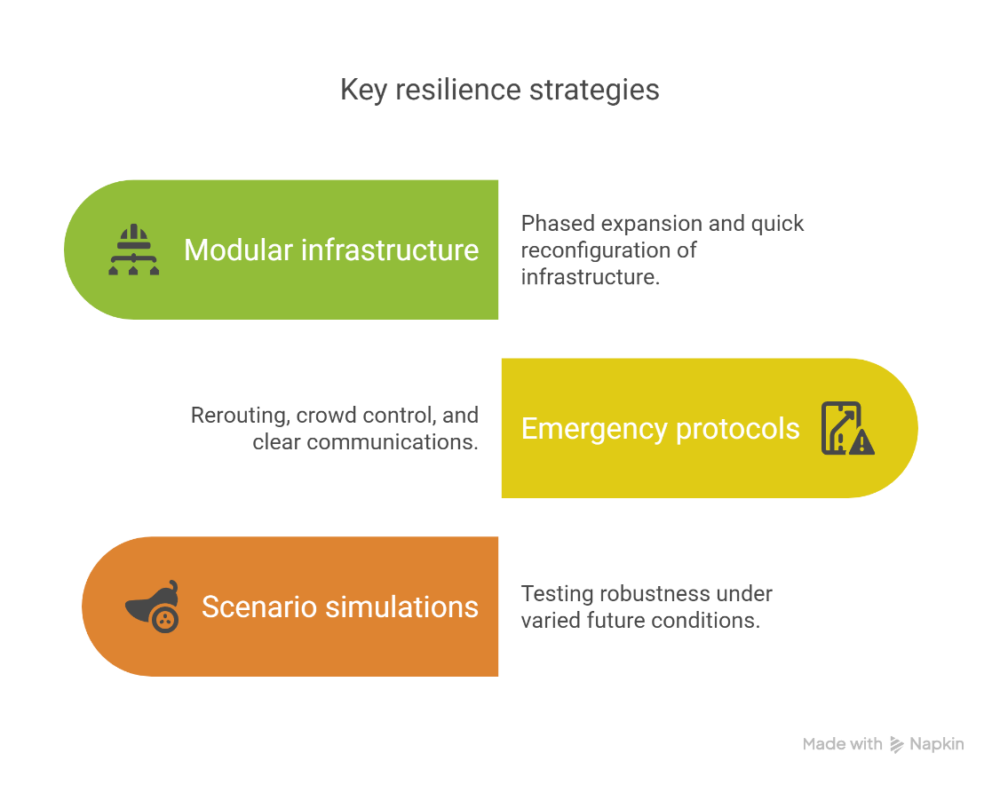 Key resilience strategies
Modular infrastructure
Phased expansion and quick
reconfiguration of
infrastructure.
Rerouting, crowd control, and
clear communications.
Emergency protocols
Scenario simulations
Testing robustness under
varied future conditions.
Made with Napkin